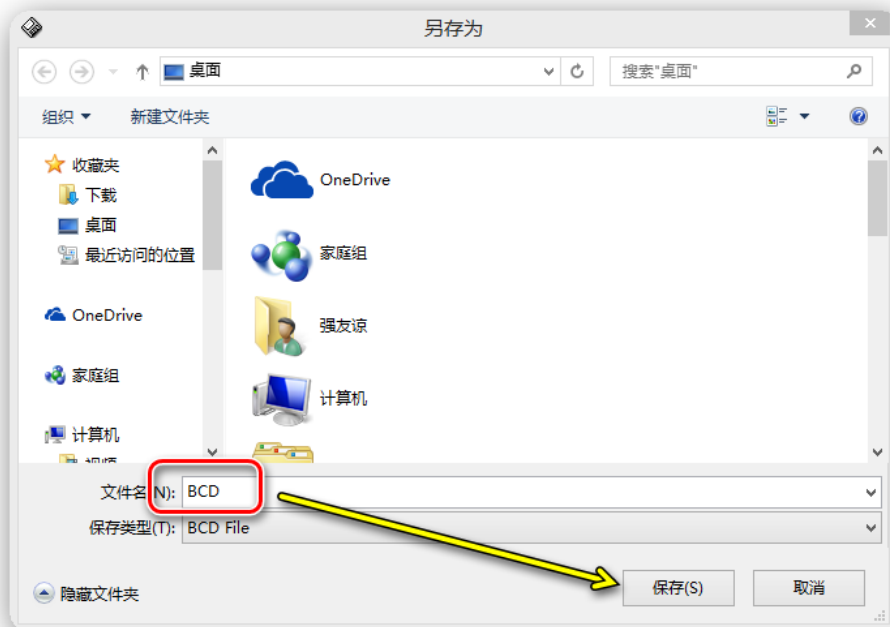 另存为
桌面
搜索"桌面"
组织
新建文件夹
收藏夹
下载
桌面
最近访问的位置
OneDrive
家庭组
计算机
视频
OneDrive
家庭组
强友谅
计算机
文件名(N): BCD
保存类型(T): BCD File
隐藏文件夹
保存(S)
取消